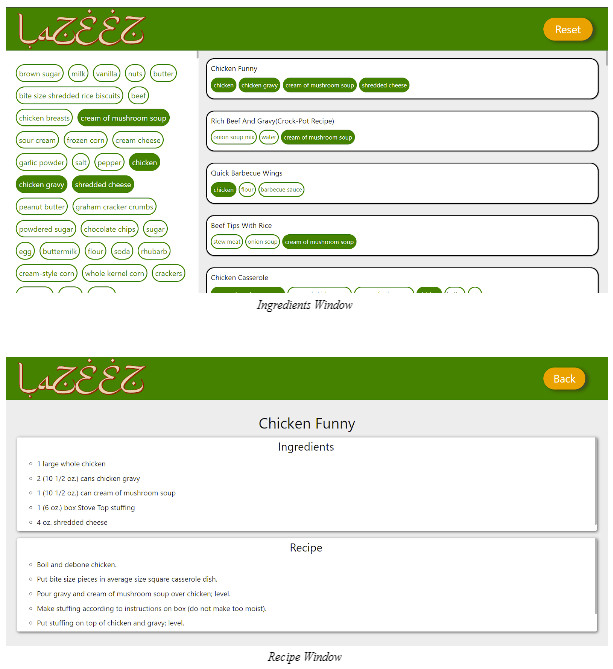 Reset
brown sugar milk vanilla nuts butter
bite size shredded rice biscuits beef
chicken breasts cream of mushroom soup
sour cream frozen corn cream cheese
garlic powder salt pepper chicken
chicken gravy shredded cheese
peanut butter graham cracker crumbs
powdered sugar chocolate chips sugar
egg buttermilk flour soda rhubarb
cream-style corn whole kernel corn crackers
Chicken Funny
chicken chicken gravy cream of mushroom soup shredded cheese
Rich Beef And Gravy(Crock-Pot Recipe)
onion soup mix water cream of mushroom soup
Quick Barbecue Wings
chicken flour barbecue sauce
Beef Tips With Rice
stew meat onion soup cream of mushroom soup
Chicken Casserole
Ingredients Window
Back
Chicken Funny
Ingredients
1 large whole chicken
2 (10 1/2 oz.) cans chicken gravy
1 (10 1/2 oz.) can cream of mushroom soup
1 (6 oz.) box Stove Top stuffing
4 oz. shredded cheese
Recipe
Boil and debone chicken.
Put bite size pieces in average size square casserole dish.
Pour gravy and cream of mushroom soup over chicken; level.
Make stuffing according to instructions on box (do not make too moist).
Put stuffing on top of chicken and gravy; level.
Recipe Window